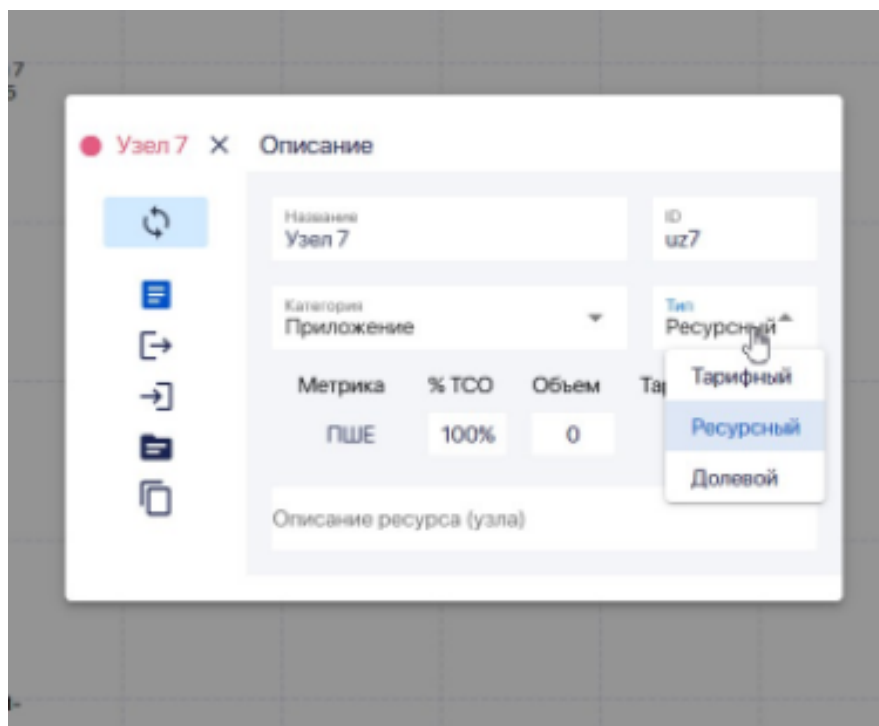 7
5
Узел 7 Описание
Название
Узел 7
ID
uz7
Категория
Приложение
Тип
Ресурсный
Метрика % TCO Объем
ПШЕ 100% 0
Тарифный
Ресурсный
Долевой
Описание ресурса (узла)